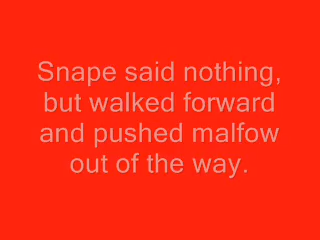 Snape said nothing,
but walked forward
and pushed malfow
out of the way.